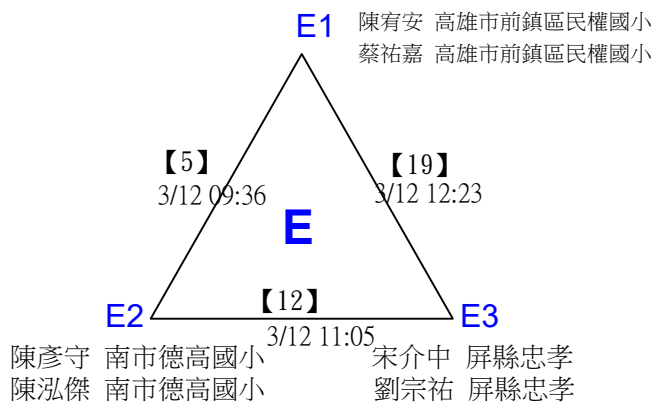 E1
陳宥安 高雄市前鎮區民權國小
蔡祐嘉 高雄市前鎮區民權國小
【5】
3/12 09:36
【19】
3/12 12:23
E
【12】
3/12 11:05
E2
E3
陳彥守 南市德高國小
陳泓傑 南市德高國小
宋介中 屏縣忠孝
劉宗祐 屏縣忠孝